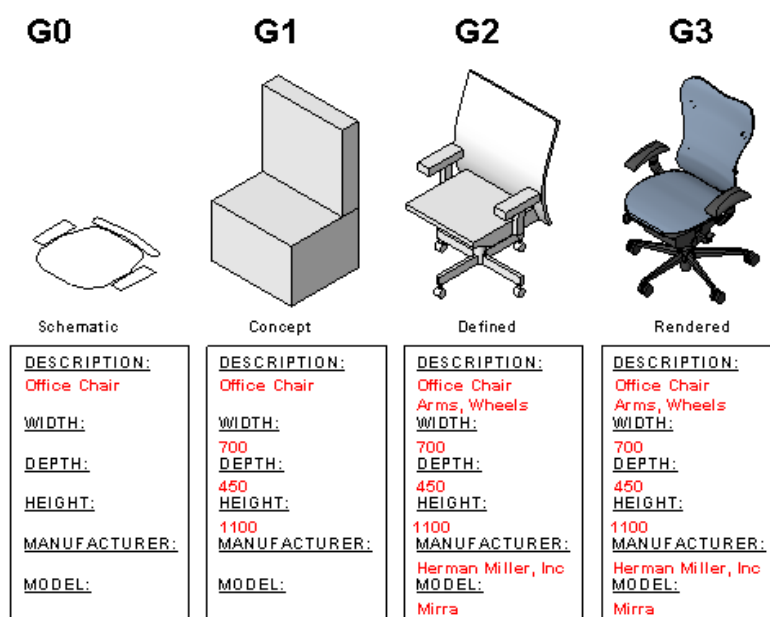 G0
G1
G2
G3
Schematic
Concept
Defined
Rendered
DESCRIPTION:
Office Chair
WIDTH:
DEPTH:
HEIGHT:
MANUFACTURER:
MODEL:
DESCRIPTION:
Office Chair
WIDTH:
700
DEPTH:
450
HEIGHT:
1100
MANUFACTURER:
MODEL:
DESCRIPTION:
Office Chair
Arms, Wheels
WIDTH:
700
DEPTH:
450
HEIGHT:
1100
MANUFACTURER:
Herman Miller, Inc
MODEL:
Mirra
DESCRIPTION:
Office Chair
Arms, Wheels
WIDTH:
700
DEPTH:
450
HEIGHT:
1100
MANUFACTURER:
Herman Miller, Inc
MODEL:
Mirra